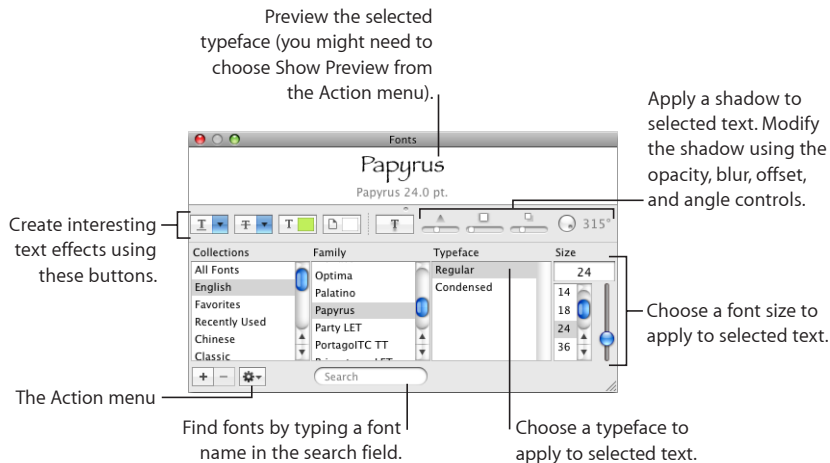 Preview the selected
typeface (you might need to
choose Show Preview from
the Action menu).
Apply a shadow to
selected text. Modify
the shadow using the
opacity, blur, offset,
and angle controls.
Create interesting
text effects using
these buttons.
Fonts
Papyrus
Papyrus 24.0 pt.
T T T T 315°
Collections Family Typeface Size
All Fonts
English
Favorites
Recently Used
Chinese
Classic
Optima
Palatino
Papyrus
Party LET
PortagoITC TT
Regular
Condensed
24
14
18
24
36
Search
Choose a font size to
apply to selected text.
The Action menu
Find fonts by typing a font
name in the search field.
Choose a typeface to
apply to selected text.